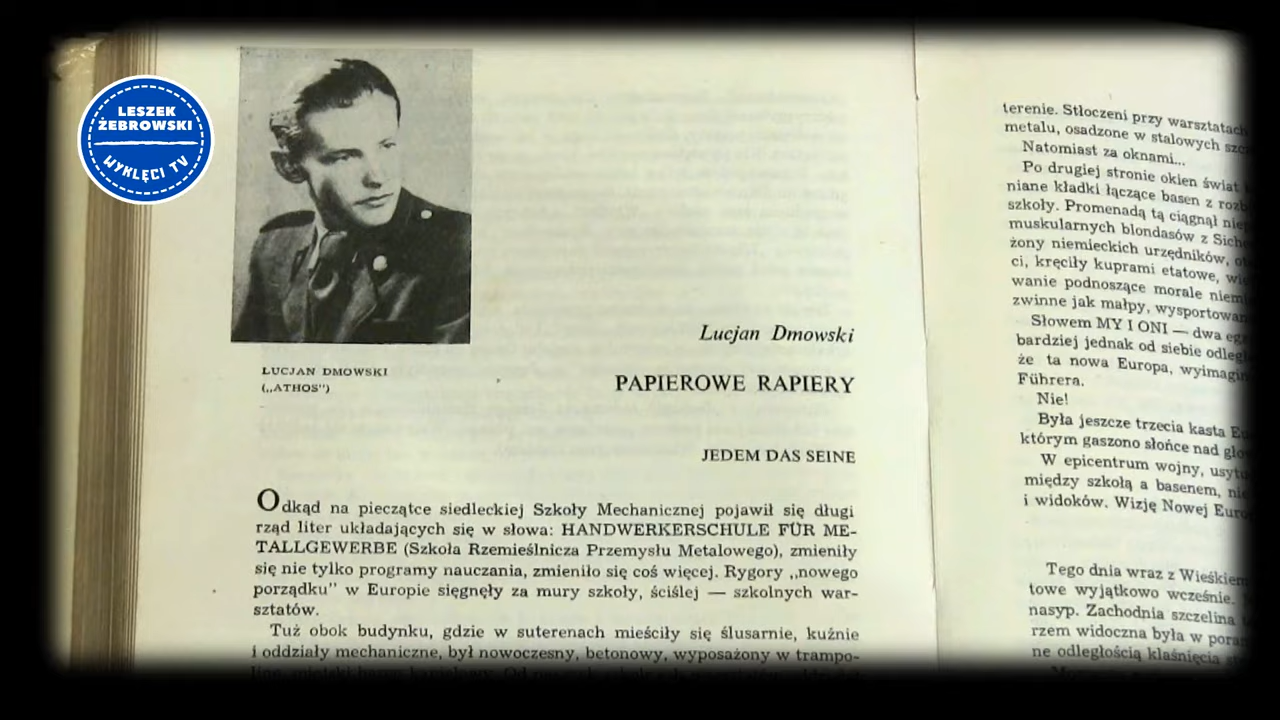 LESZEK
ŻEBROWSKI
WYKLĘCI TV
LUCJAN DMOWSKI
(„ATHOS”)
Lucjan Dmowski
PAPIEROWE RAPIERY
JEDEM DAS SEINE
Odkąd na pieczątce siedleckiej Szkoły Mechanicznej pojawił się długi
rząd liter układających się w słowa: HANDWERKERSCHULE FÜR ME-
TALLGEWERBE (Szkoła Rzemieślnicza Przemysłu Metalowego), zmieniły
się nie tylko programy nauczania, zmieniło się coś więcej. Rygory „nowego
porządku” w Europie sięgnęły za mury szkoły, ściślej — szkolnych war-
sztatów.
Tuż obok budynku, gdzie w suterenach mieściły się ślusarnie, kuźnie
i oddziały mechaniczne, był nowoczesny, betonowy, wyposażony w trampo-
terenie. Stłoczeni przy warsztatach
metalu, osadzone w stalowych
Natomiast za oknami...
Po drugiej stronie okien świat
niane kładki łączące basen z
szkoły. Promenadą tą ciągnął
muskularnych blondasów z
żony niemieckich urzędników,
ci, kręciły kuprami etatowe,
wanie podnoszące morale
zwinne jak małpy,
Słowem MY I ONI — dwa
bardziej jednak od siebie
że ta nowa Europa,
Führera.
Nie!
Była jeszcze trzecia kasta
którym gaszono słońce nad
W epicentrum wojny,
między szkołą a basenem,
i widoków. Wizję Nowej
Tego dnia wraz z
towe wyjątkowo wcześnie.
nasyp. Zachodnia szczelina
rzem widoczna była w
ne odległością klaśnięcia